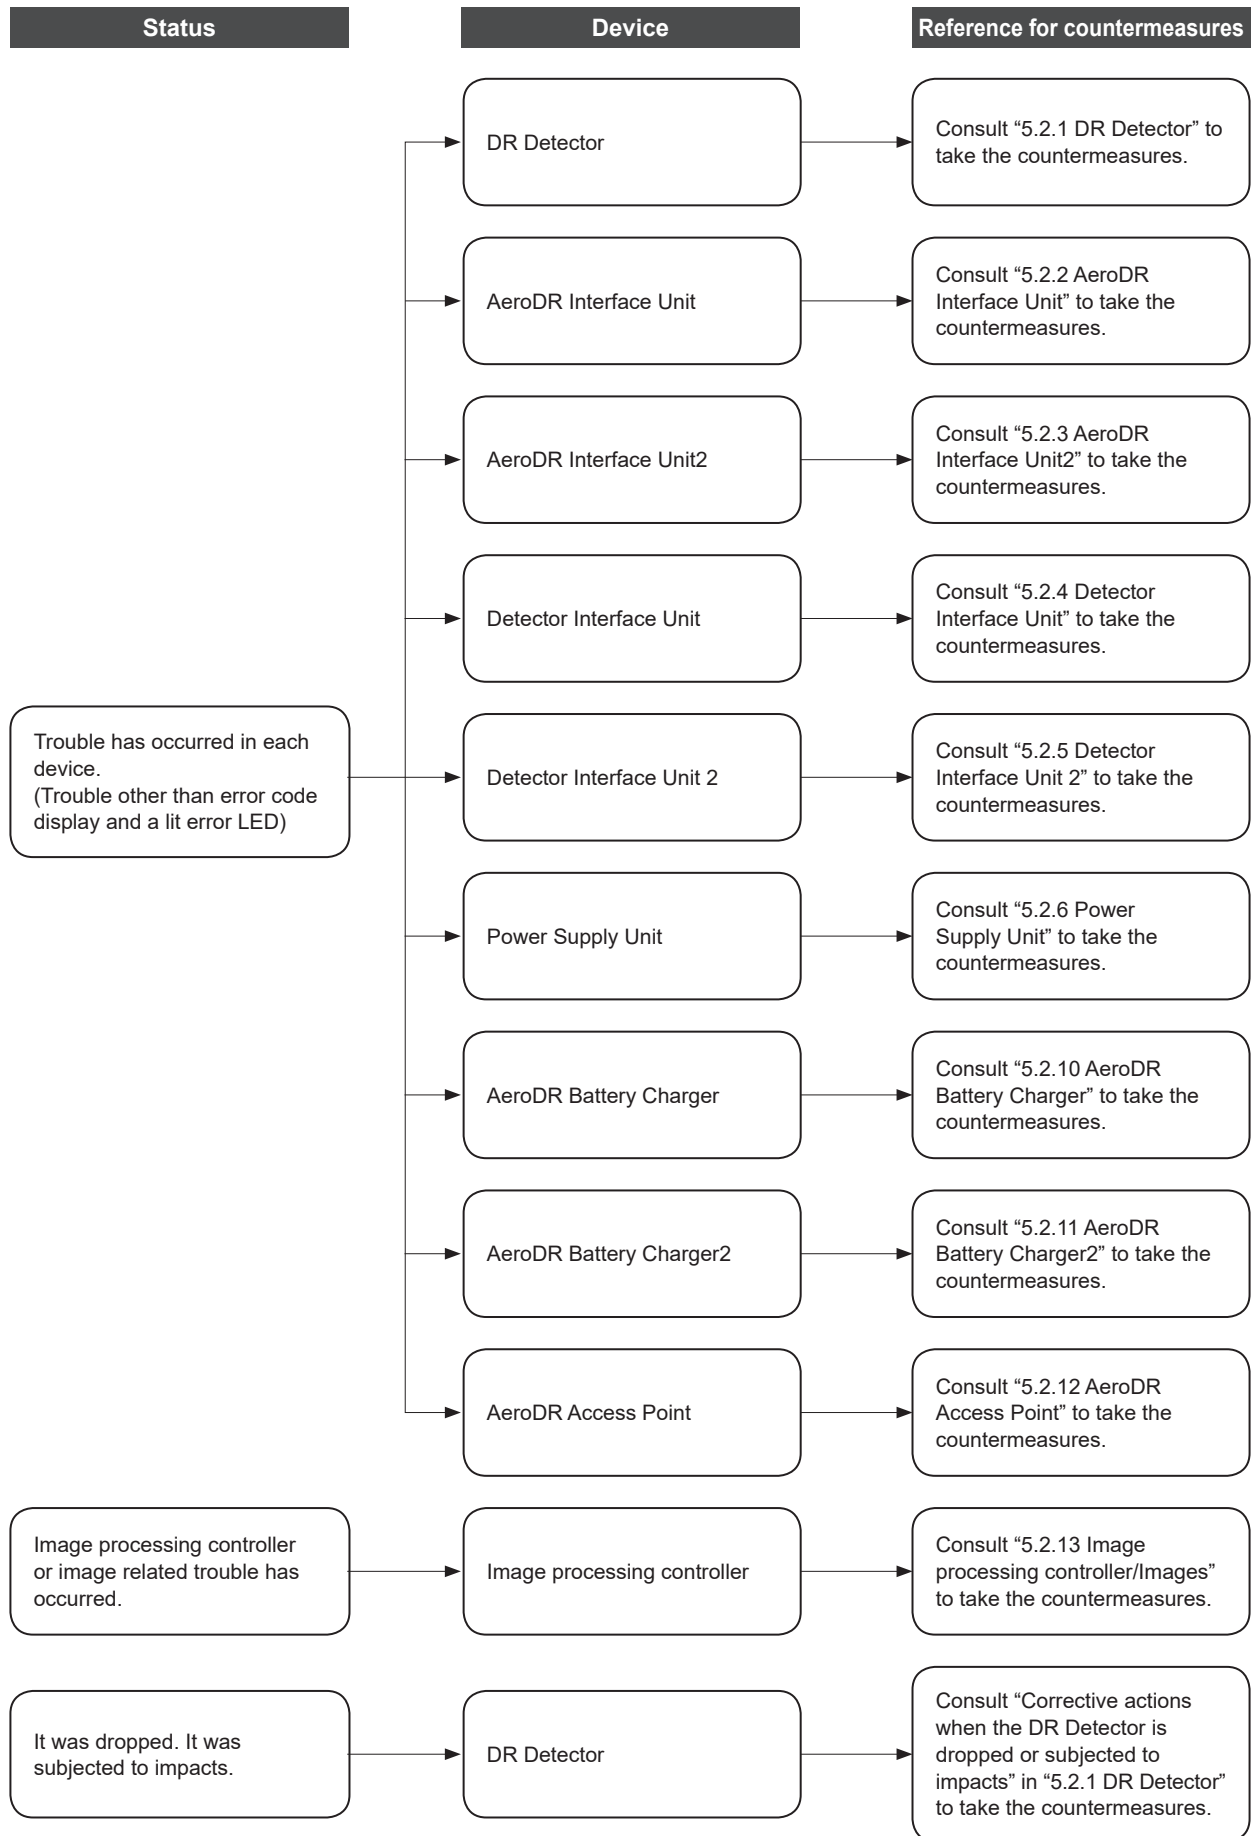 Status
Device
Reference for countermeasures
DR Detector
Consult “5.2.1 DR Detector” to
take the countermeasures.
AeroDR Interface Unit
Consult “5.2.2 AeroDR
Interface Unit” to take the
countermeasures.
AeroDR Interface Unit2
Consult “5.2.3 AeroDR
Interface Unit2” to take the
countermeasures.
Detector Interface Unit
Consult “5.2.4 Detector
Interface Unit” to take the
countermeasures.
Trouble has occurred in each
device.
(Trouble other than error code
display and a lit error LED)
Detector Interface Unit 2
Consult “5.2.5 Detector
Interface Unit 2” to take the
countermeasures.
Power Supply Unit
Consult “5.2.6 Power
Supply Unit” to take the
countermeasures.
AeroDR Battery Charger
Consult “5.2.10 AeroDR
Battery Charger” to take the
countermeasures.
AeroDR Battery Charger2
Consult “5.2.11 AeroDR
Battery Charger2” to take the
countermeasures.
AeroDR Access Point
Consult “5.2.12 AeroDR
Access Point” to take the
countermeasures.
Image processing controller
or image related trouble has
occurred.
Image processing controller
Consult “5.2.13 Image
processing controller/Images”
to take the countermeasures.
It was dropped. It was
subjected to impacts.
DR Detector
Consult “Corrective actions
when the DR Detector is
dropped or subjected to
impacts” in “5.2.1 DR Detector”
to take the countermeasures.